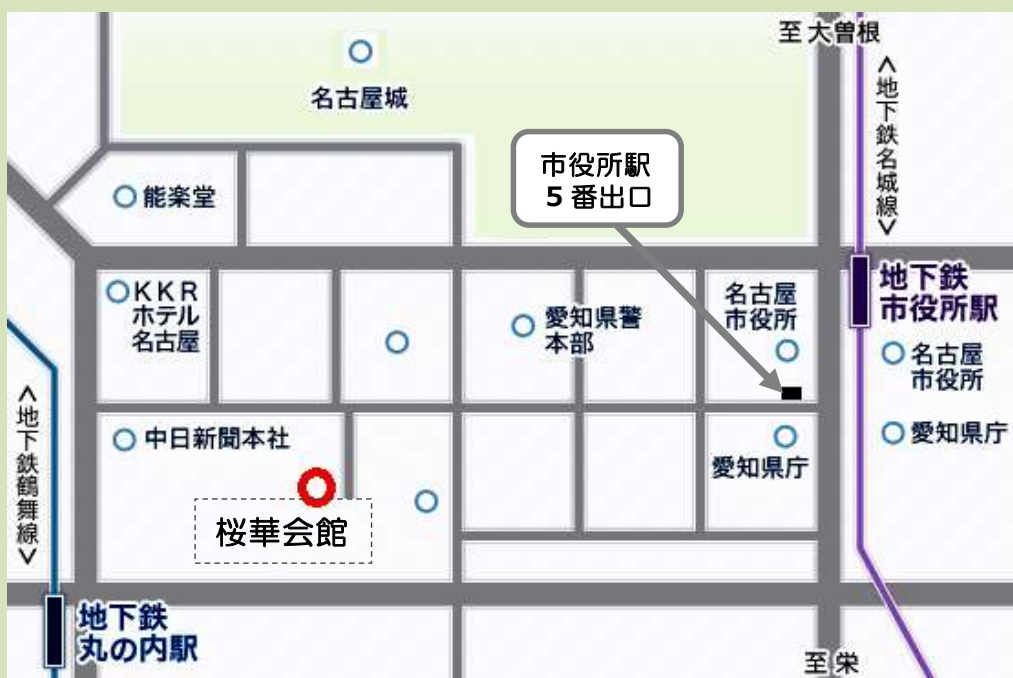 至 大曽根
名古屋城
<地下鉄名城線>
市役所駅
5 番出口
能楽堂
KKR
ホテル
名古屋
愛知県警
本部
名古屋
市役所
地下鉄
市役所駅
名古屋
市役所
愛知県庁
<地下鉄鶴舞線>
中日新聞本社
愛知県庁
桜華会館
地下鉄
丸の内駅
至 栄